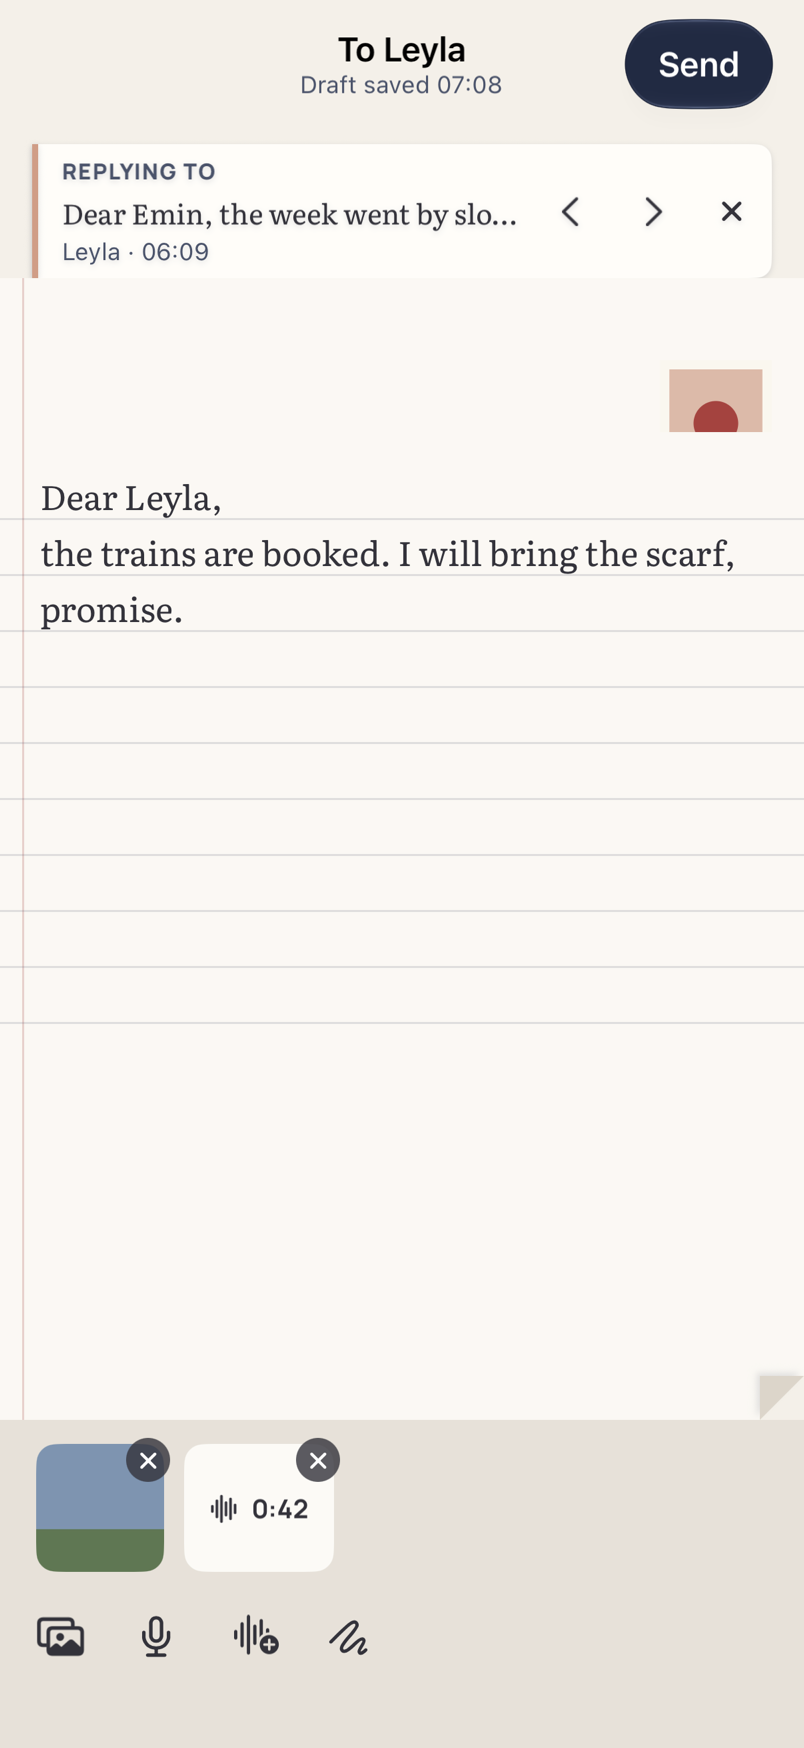 To Leyla
Draft saved 07:08
Send
REPLYING TO
Dear Emin, the week went by slo...
Leyla · 06:09
Dear Leyla,
the trains are booked. I will bring the scarf,
promise.
0:42